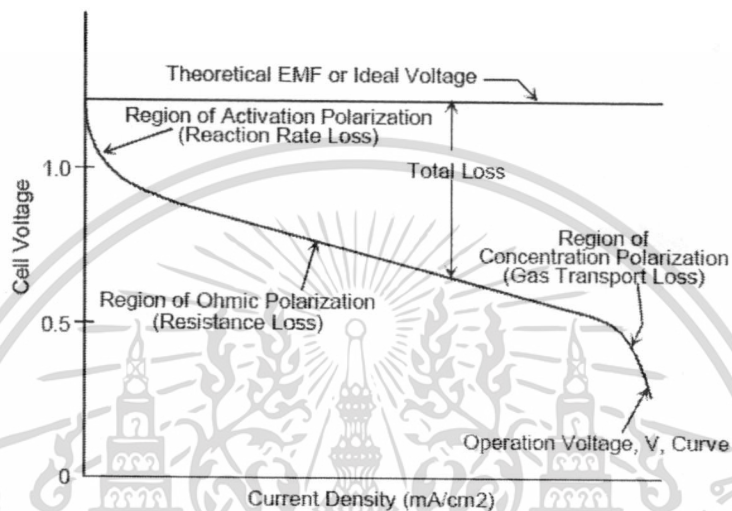 Theoretical EMF or Ideal Voltage
Region of Activation Polarization
(Reaction Rate Loss)
1.0
Total Loss
Cell Voltage
Region of
Concentration Polarization
(Gas Transport Loss)
Region of Ohmic Polarization
(Resistance Loss)
0.5
Operation Voltage, V, Curve
0
Current Density (mA/cm2)